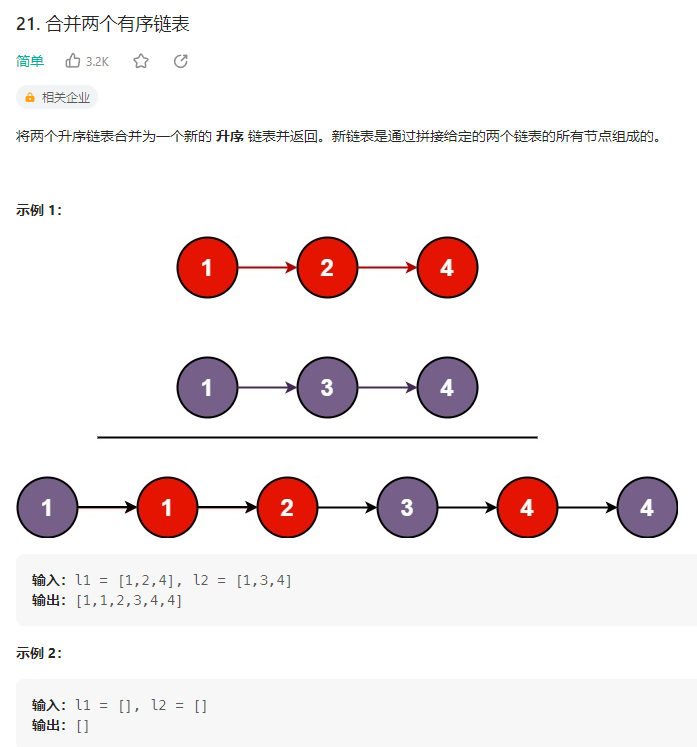 21. 合并两个有序链表
简单 3.2K
相关企业
将两个升序链表合并为一个新的 升序 链表并返回。新链表是通过拼接给定的两个链表的所有节点组成的。
示例 1：
1 2 4
1 3 4
1 1 2 3 4 4
输入：l1 = [1,2,4], l2 = [1,3,4]
输出：[1,1,2,3,4,4]
示例 2：
输入：l1 = [], l2 = []
输出：[]